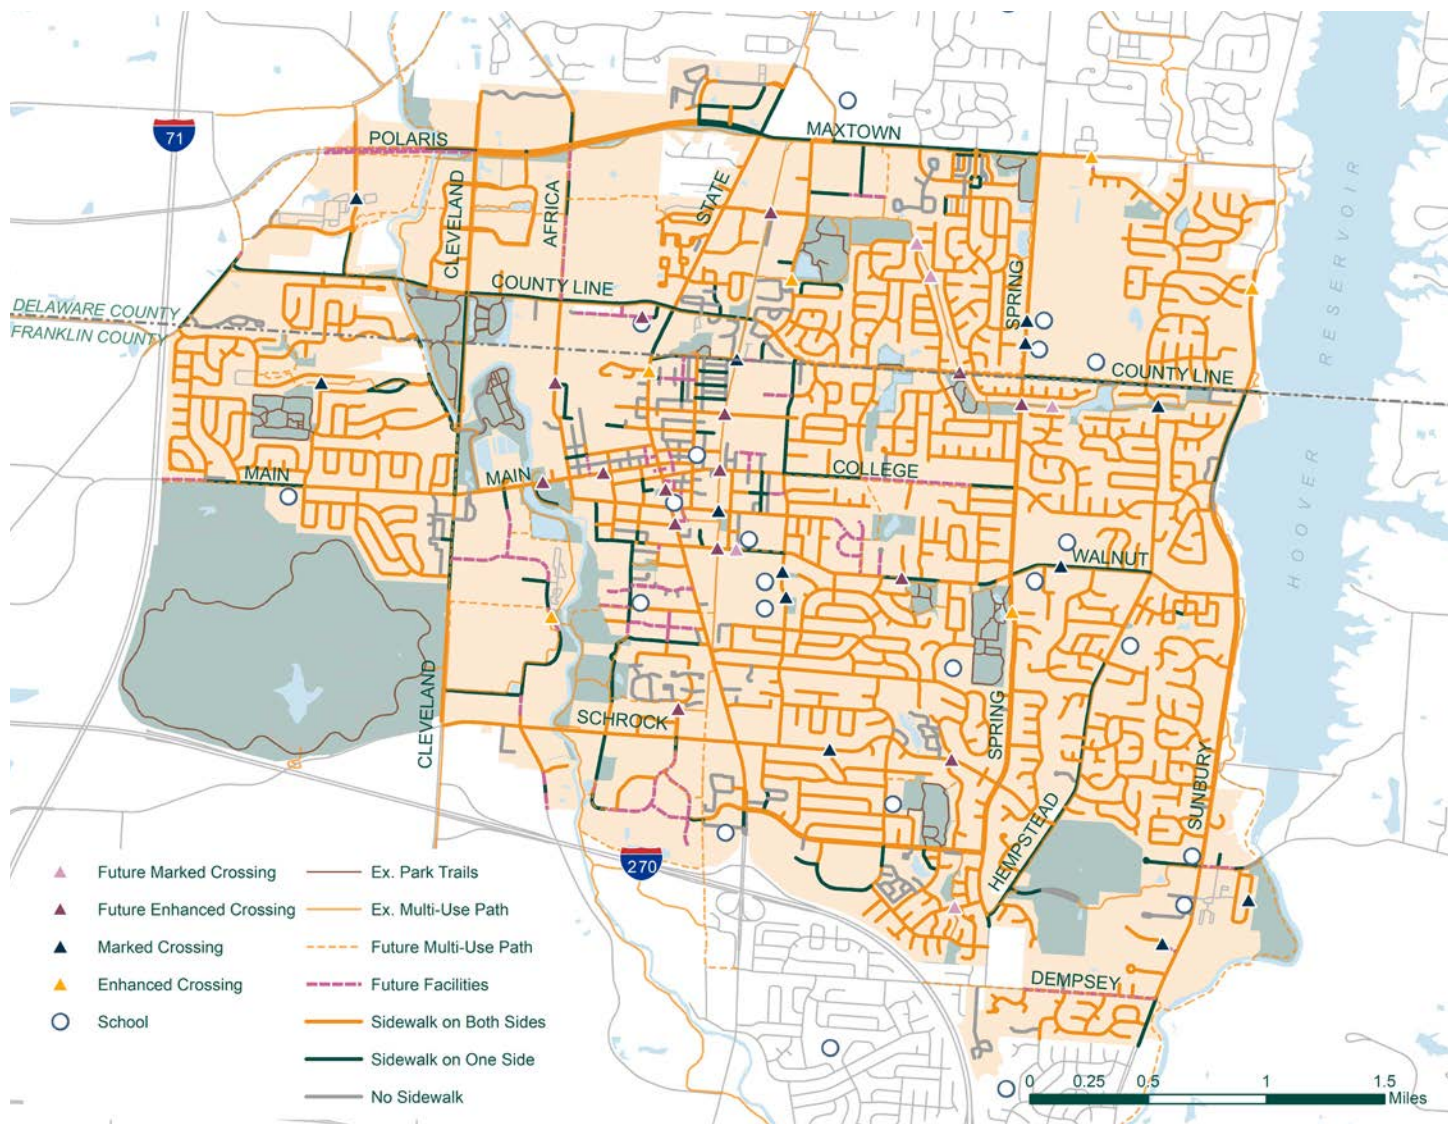 71
POLARIS
MAXTOWN
CLEVELAND
AFRICA
STATE
COUNTY LINE
SPRING
RESERVOIR
DELAWARE COUNTY
FRANKLIN COUNTY
COUNTY LINE
MAIN
MAIN
COLLEGE
HOOVER
WALNUT
CLEVELAND
SCHROCK
SPRING
SUNBURY
HEMPSTEAD
270
DEMPSEY
Future Marked Crossing
Future Enhanced Crossing
Marked Crossing
Enhanced Crossing
School
Ex. Park Trails
Ex. Multi-Use Path
Future Multi-Use Path
Future Facilities
Sidewalk on Both Sides
Sidewalk on One Side
No Sidewalk
0 0.25 0.5 1 1.5
Miles